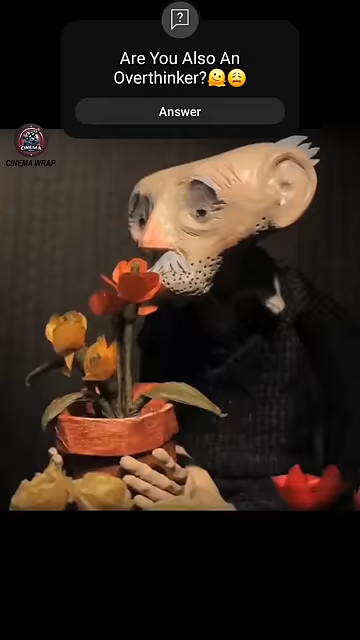 Are You Also An
Overthinker?🫠😩
Answer
CINEMA
CINEMA WRAP